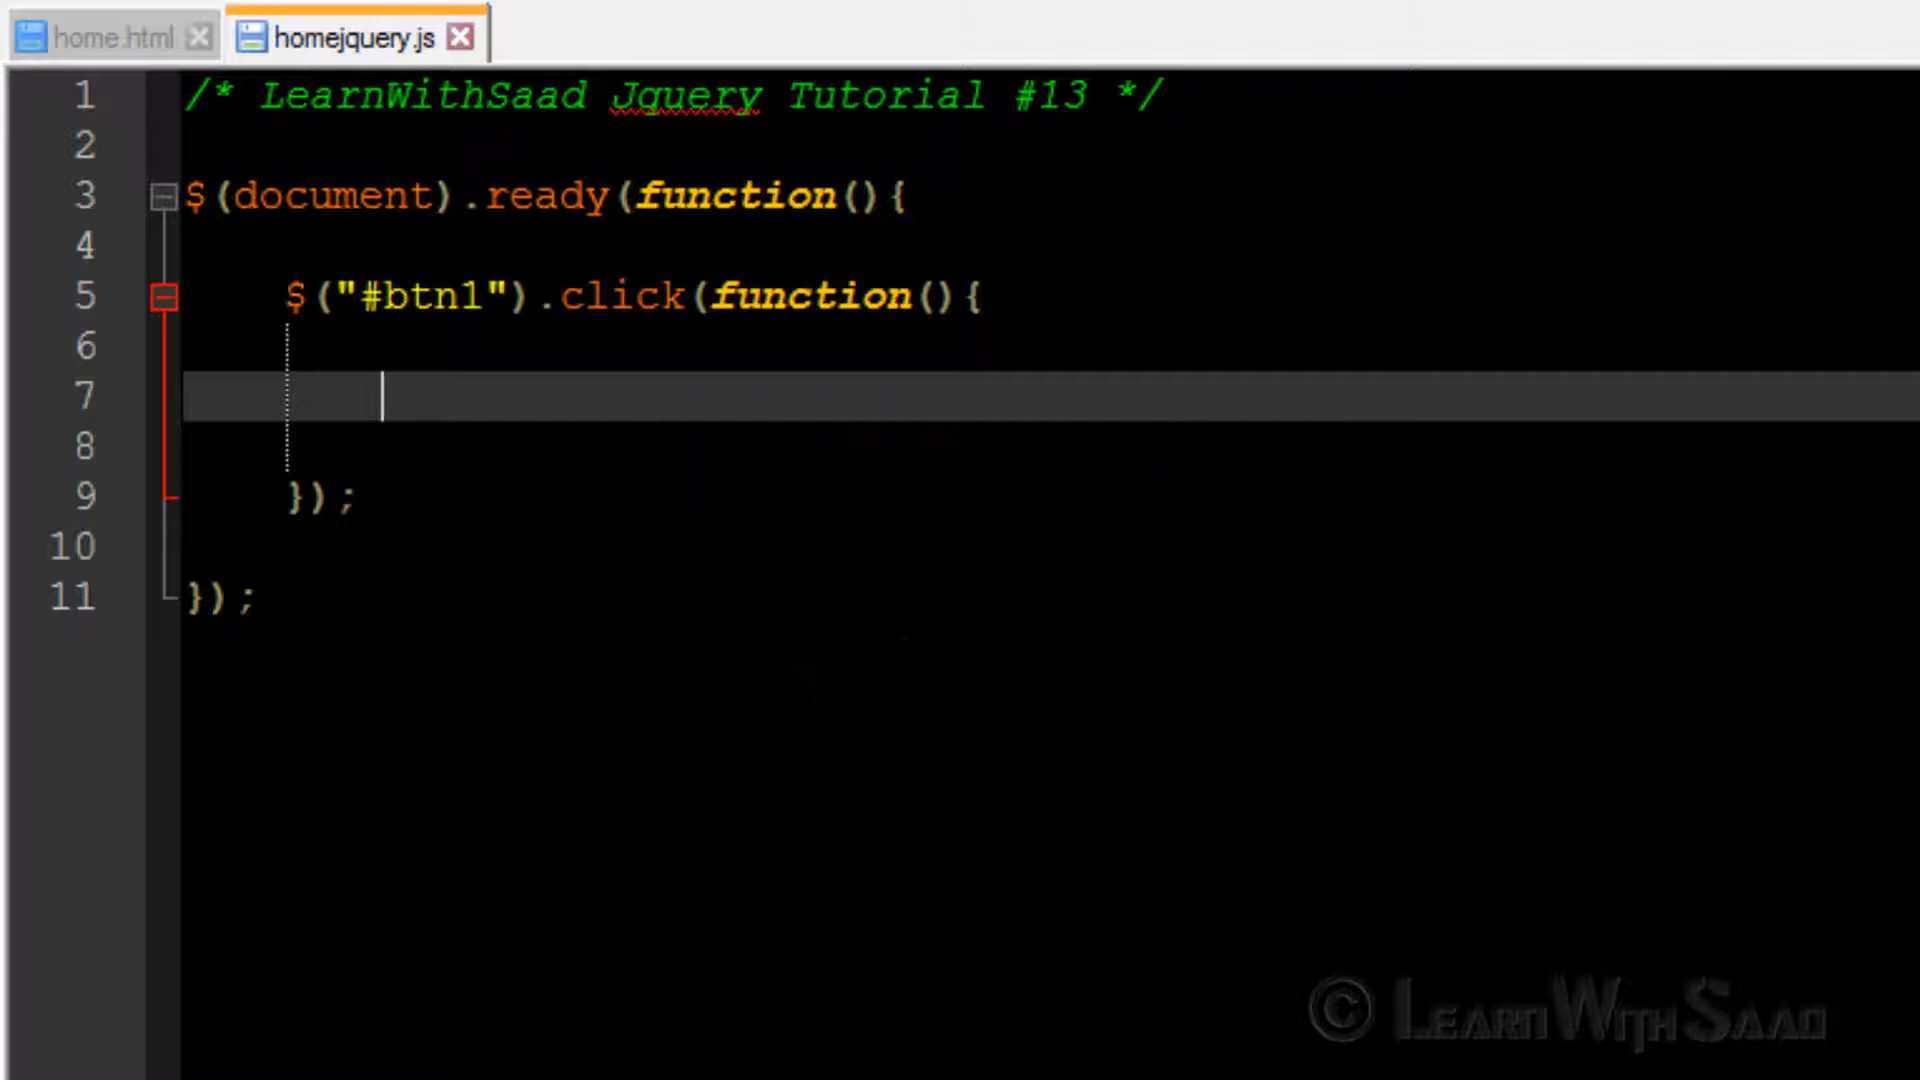 home.html homejquery.js
1 /* LearnWithSaad Jquery Tutorial #13 */
2
3 $(document).ready(function(){
4
5 $("#btn1").click(function(){
6
7
8
9 });
10
11 });
© LearnWithSaad